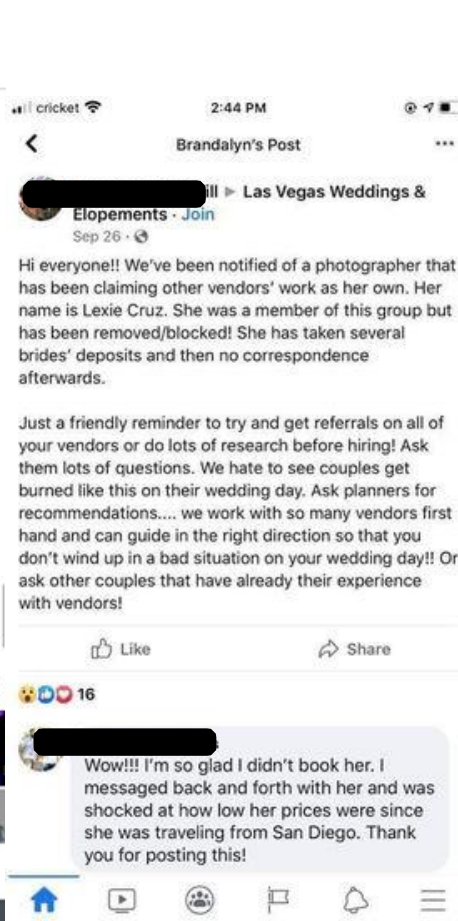 cricket 2:44 PM
Brandalyn's Post
ill ▸ Las Vegas Weddings &
Elopements · Join
Sep 26 ·
Hi everyone!! We've been notified of a photographer that
has been claiming other vendors' work as her own. Her
name is Lexie Cruz. She was a member of this group but
has been removed/blocked! She has taken several
brides' deposits and then no correspondence
afterwards.
Just a friendly reminder to try and get referrals on all of
your vendors or do lots of research before hiring! Ask
them lots of questions. We hate to see couples get
burned like this on their wedding day. Ask planners for
recommendations.... we work with so many vendors first
hand and can guide in the right direction so that you
don't wind up in a bad situation on your wedding day!! Or
ask other couples that have already their experience
with vendors!
Like Share
16
Wow!!! I'm so glad I didn't book her. I
messaged back and forth with her and was
shocked at how low her prices were since
she was traveling from San Diego. Thank
you for posting this!